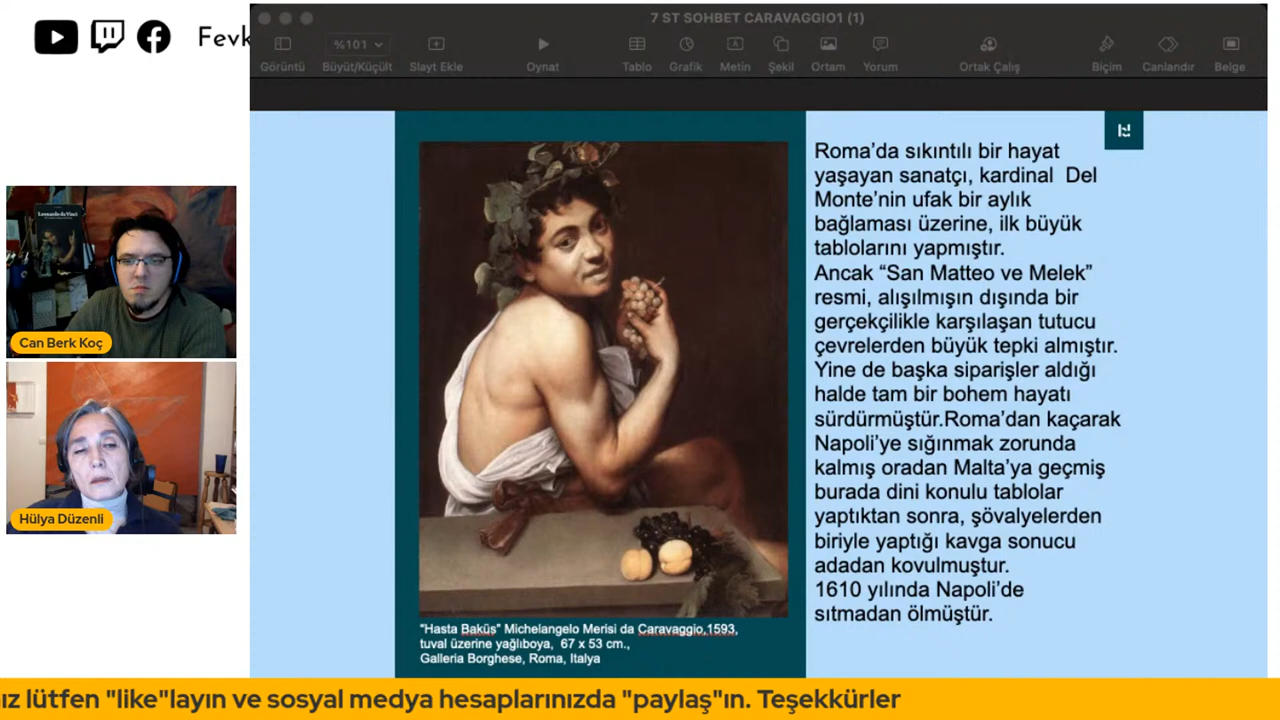 Fevk
7 ST SOHBET CARAVAGGIO1 (1)
%101
Görüntü Büyüt/Küçült Slayt Ekle Oynat Tablo Grafik Metin Şekil Ortam Yorum Ortak Çalış Biçim Canlandır Belge
Roma’da sıkıntılı bir hayat
yaşayan sanatçı, kardinal Del
Monte’nin ufak bir aylık
bağlaması üzerine, ilk büyük
tablolarını yapmıştır.
Ancak “San Matteo ve Melek”
resmi, alışılmışın dışında bir
gerçekçilikle karşılaşan tutucu
çevrelerden büyük tepki almıştır.
Yine de başka siparişler aldığı
halde tam bir bohem hayatı
sürdürmüştür.Roma’dan kaçarak
Napoli’ye sığınmak zorunda
kalmış oradan Malta’ya geçmiş
burada dini konulu tablolar
yaptıktan sonra, şövalyelerden
biriyle yaptığı kavga sonucu
adadan kovulmuştur.
1610 yılında Napoli’de
sıtmadan ölmüştür.
"Hasta Baküs" Michelangelo Merisi da Caravaggio,1593,
tuval üzerine yağlıboya, 67 x 53 cm.,
Galleria Borghese, Roma, Italya
Leonardo da Vinci
Can Berk Koç
Hülya Düzenli
ız lütfen "like"layın ve sosyal medya hesaplarınızda "paylaş"ın. Teşekkürler